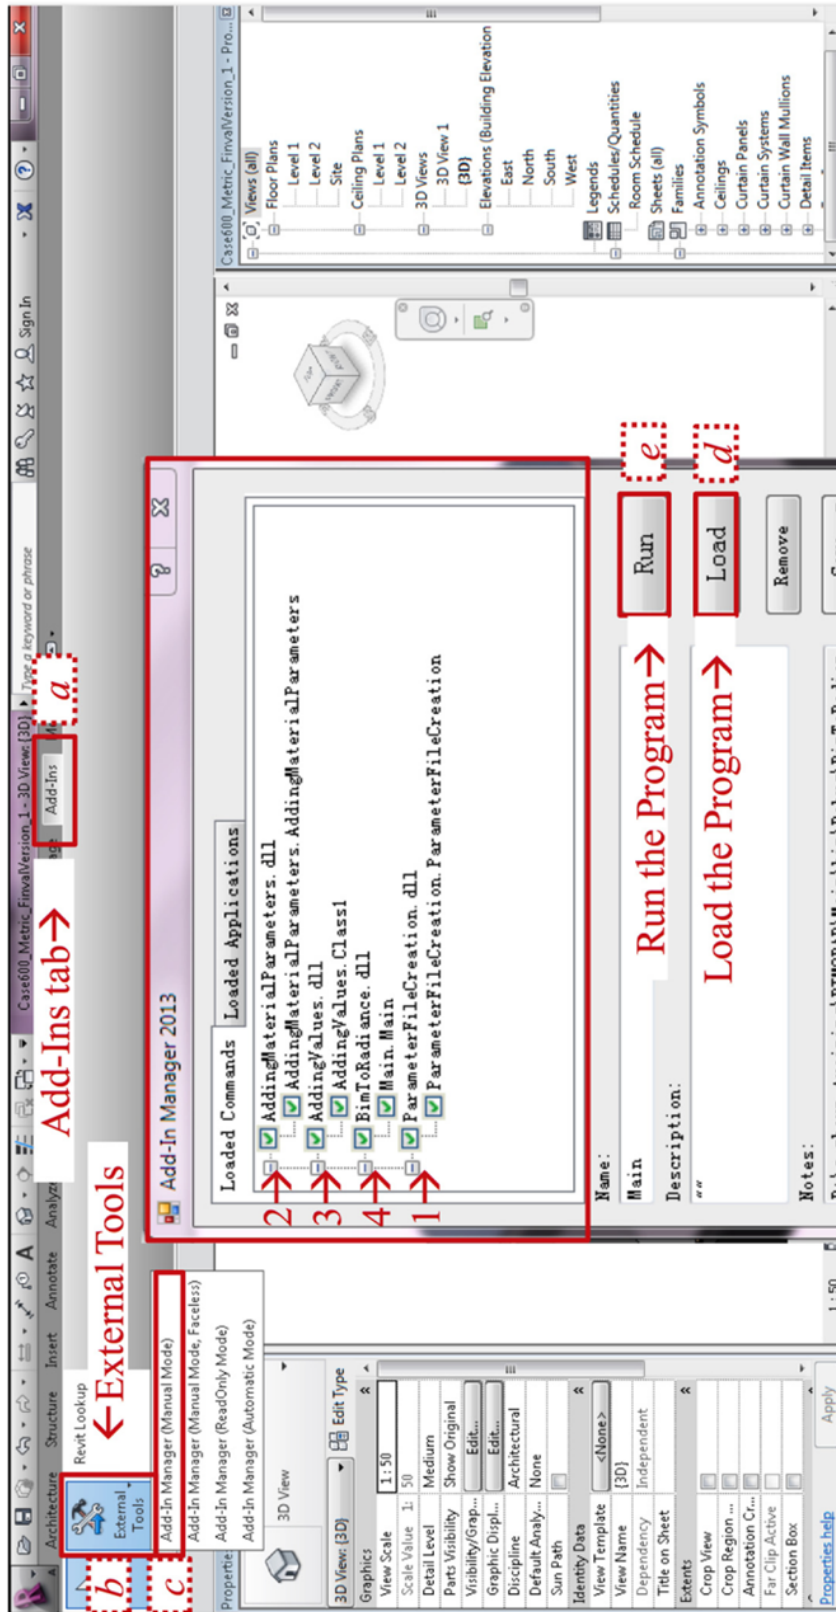 Case600_Metric_FinvalVersion_1 - 3D View: {3D}
Type a keyword or phrase
Sign In
Architecture
Structure
Insert
Annotate
Analyze
Add-Ins
Add-Ins tab→
a
External Tools
b
Revit Lookup
←External Tools
c
Add-In Manager (Manual Mode)
Add-In Manager (Manual Mode, Faceless)
Add-In Manager (ReadOnly Mode)
Add-In Manager (Automatic Mode)
3D View
3D View: {3D}
Edit Type
Graphics
View Scale 1 : 50
Scale Value 1: 50
Detail Level Medium
Parts Visibility Show Original
Visibility/Grap... Edit...
Graphic Displ... Edit...
Discipline Architectural
Default Analy... None
Sun Path
Identity Data
View Template <None>
View Name {3D}
Dependency Independent
Title on Sheet
Extents
Crop View
Crop Region ...
Annotation Cr...
Far Clip Active
Section Box
Properties help
Apply
1 : 50
Add-In Manager 2013
Loaded Commands
Loaded Applications
2→
AddingMaterialParameters.dll
AddingMaterialParameters.AddingMaterialParameters
3→
AddingValues.dll
AddingValues.Class1
4→
BimToRadiance.dll
Main.Main
1→
ParameterFileCreation.dll
ParameterFileCreation.ParameterFileCreation
Name:
Main
Run the Program→
Run
e
Description:
""
Load the Program→
Load
d
Remove
Notes:
Case600_Metric_FinvalVersion_1 - Pro...
Views (all)
Floor Plans
Level 1
Level 2
Site
Ceiling Plans
Level 1
Level 2
3D Views
3D View 1
{3D}
Elevations (Building Elevation
East
North
South
West
Legends
Schedules/Quantities
Room Schedule
Sheets (all)
Families
Annotation Symbols
Ceilings
Curtain Panels
Curtain Systems
Curtain Wall Mullions
Detail Items